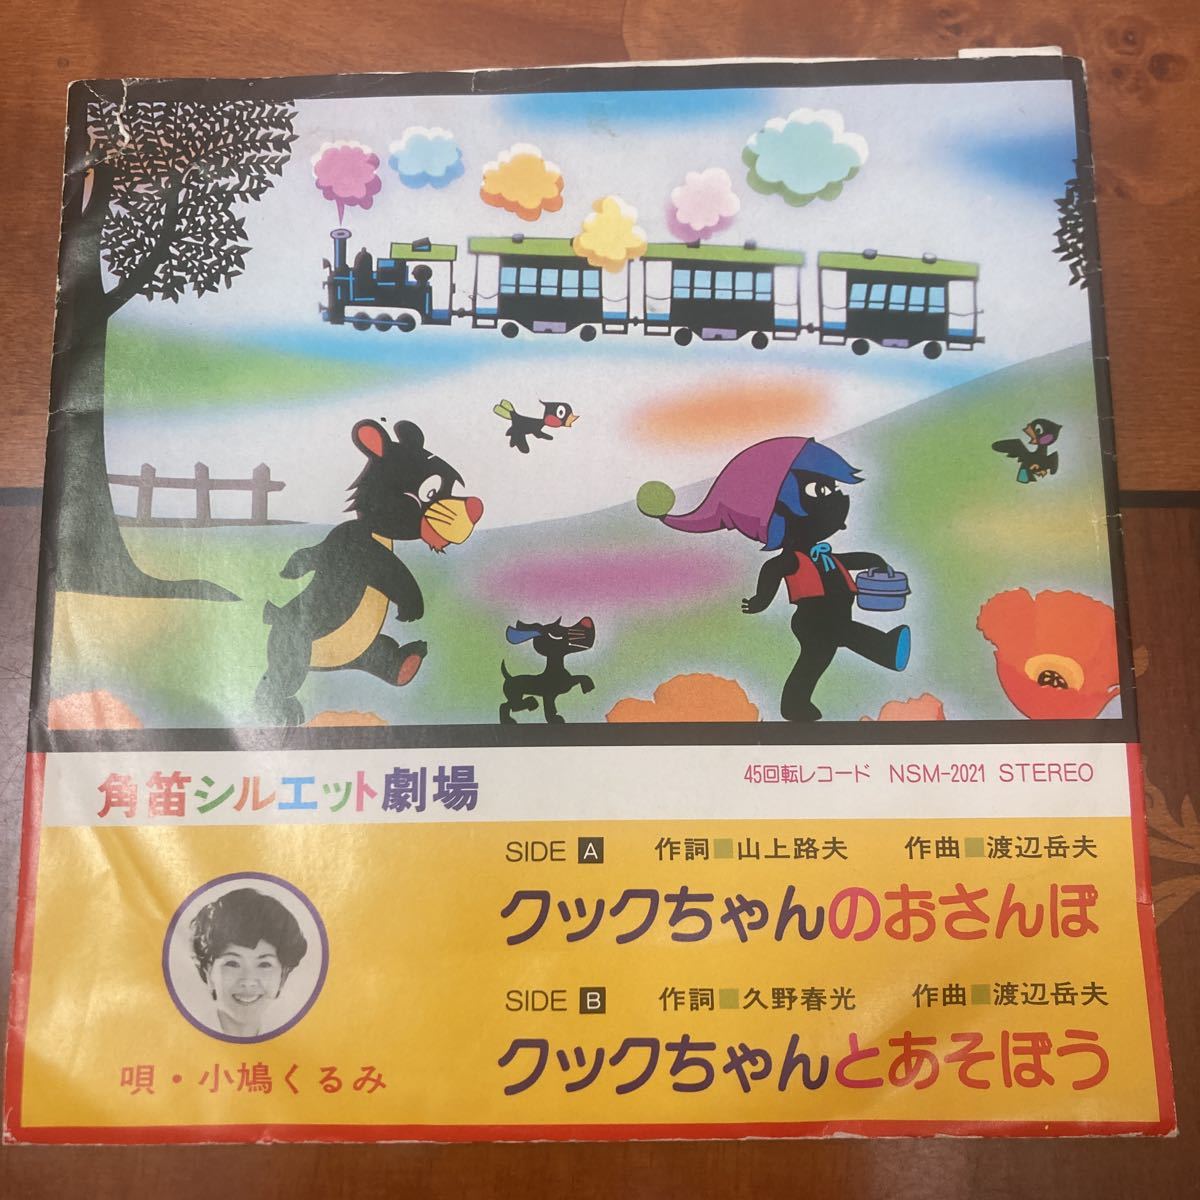 角笛シルエット劇場
45回転レコード NSM-2021 STEREO
SIDE A 作詞■山上路夫 作曲■渡辺岳夫
クックちゃんのおさんぽ
SIDE B 作詞■久野春光 作曲■渡辺岳夫
クックちゃんとあそぼう
唄・小鳩くるみ